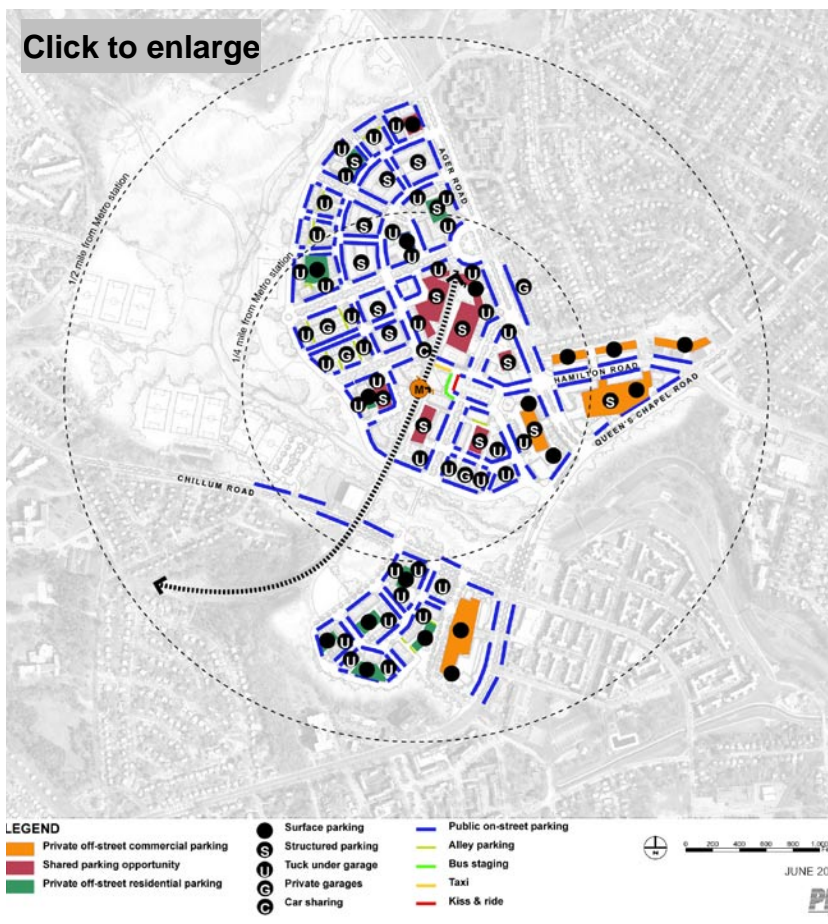 Click to enlarge
AGER ROAD
1/2 mile from Metro station
1/4 mile from Metro station
HAMILTON ROAD
QUEEN'S CHAPEL ROAD
M
CHILLUM ROAD
LEGEND
Private off-street commercial parking
Shared parking opportunity
Private off-street residential parking
Surface parking
S Structured parking
U Tuck under garage
G Private garages
C Car sharing
Public on-street parking
Alley parking
Bus staging
Taxi
Kiss & ride
N
0 200 400 600 800
JUNE 20